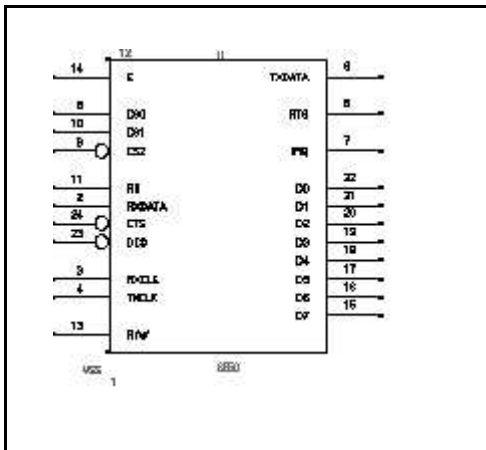 12
14 E TXDATA 6
8 CS0 RTS 5
10 CS1
9 CS2 IRQ 7
11 RS D0 22
2 RXDATA D1 21
24 CTS D2 20
23 DCD D3 19
D4 18
3 RXCLK D5 17
4 TXCLK D6 16
D7 15
13 R/W
VSS 6850
1